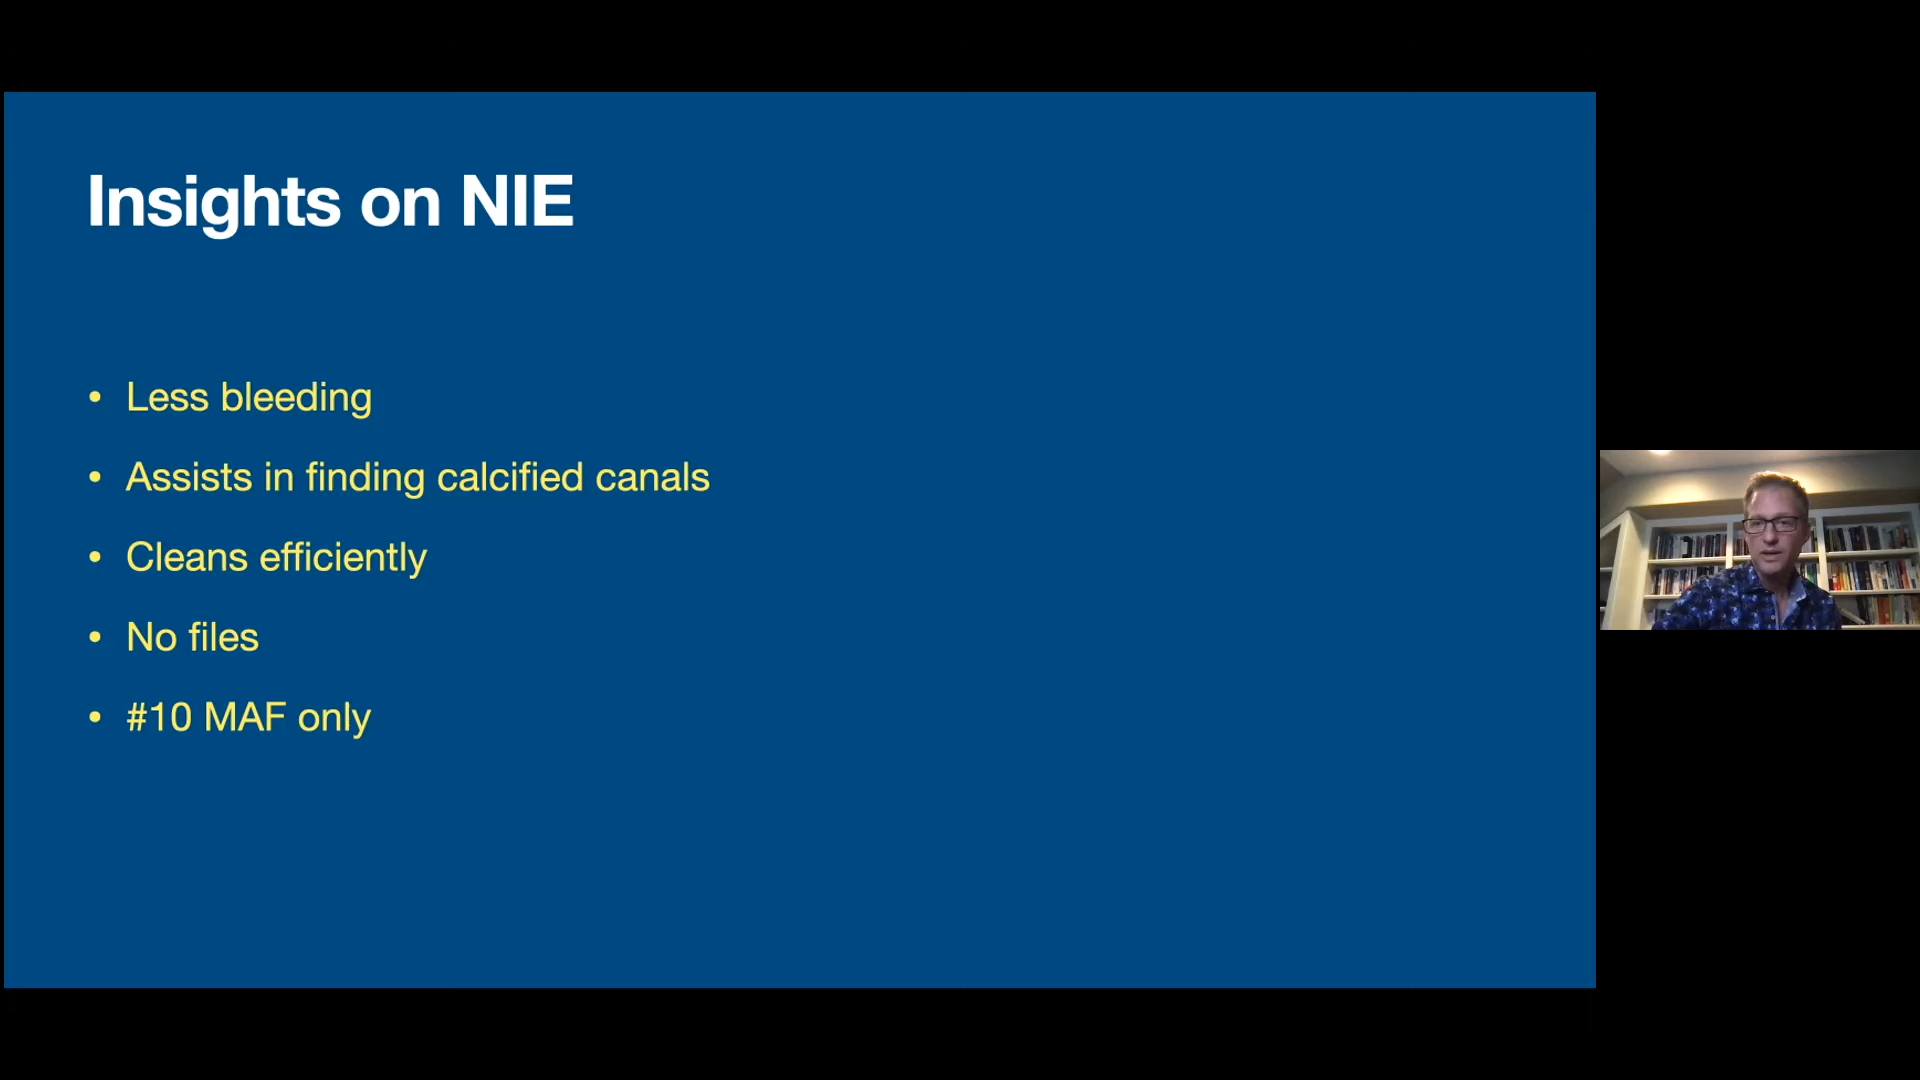 Insights on NIE
• Less bleeding
• Assists in finding calcified canals
• Cleans efficiently
• No files
• #10 MAF only